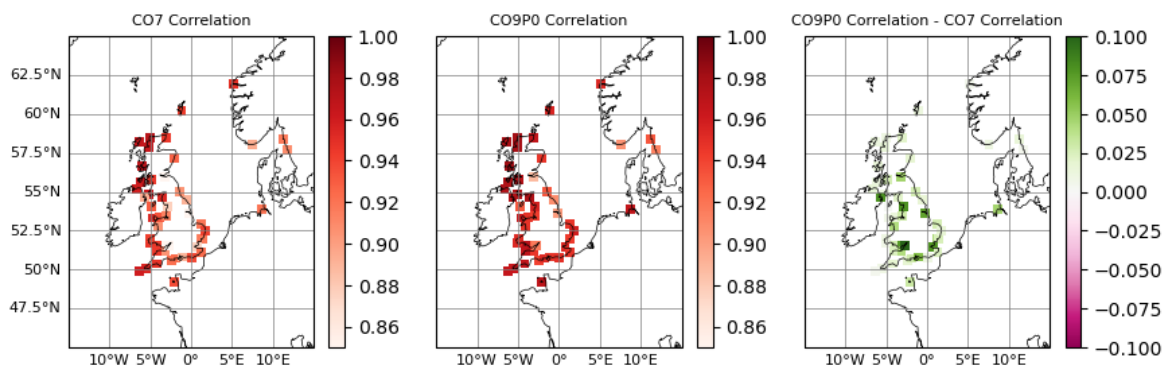 CO7 Correlation
CO9P0 Correlation
CO9P0 Correlation - CO7 Correlation
62.5°N
60°N
57.5°N
55°N
52.5°N
50°N
47.5°N
10°W 5°W 0° 5°E 10°E
1.00
0.98
0.96
0.94
0.92
0.90
0.88
0.86
10°W 5°W 0° 5°E 10°E
1.00
0.98
0.96
0.94
0.92
0.90
0.88
0.86
10°W 5°W 0° 5°E 10°E
0.100
0.075
0.050
0.025
0.000
−0.025
−0.050
−0.075
−0.100